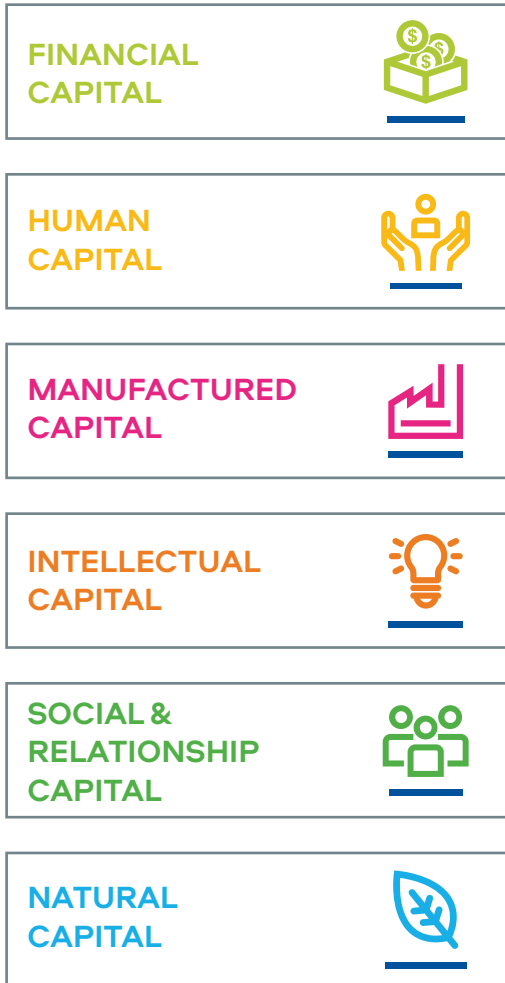 FINANCIAL
CAPITAL
$
$
$
HUMAN
CAPITAL
MANUFACTURED
CAPITAL
INTELLECTUAL
CAPITAL
SOCIAL &
RELATIONSHIP
CAPITAL
NATURAL
CAPITAL